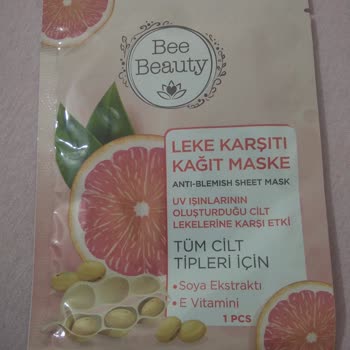 Bee
Beauty
LEKE KARŞITI
KAĞIT MASKE
ANTI-BLEMISH SHEET MASK
UV IŞINLARININ
OLUŞTURDUĞU CİLT
LEKELERİNE KARŞI ETKİ
TÜM CİLT
TİPLERİ İÇİN
• Soya Ekstraktı
• E Vitamini
1 PCS